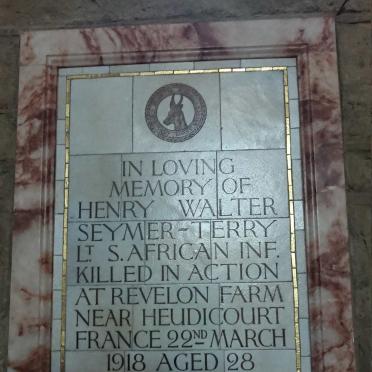 IN LOVING
MEMORY OF
HENRY WALTER
SEYMER-TERRY
LT S. AFRICAN INF.
KILLED IN ACTION
AT REVELON FARM
NEAR HEUDICOURT
FRANCE 22ND MARCH
1918 AGED 28